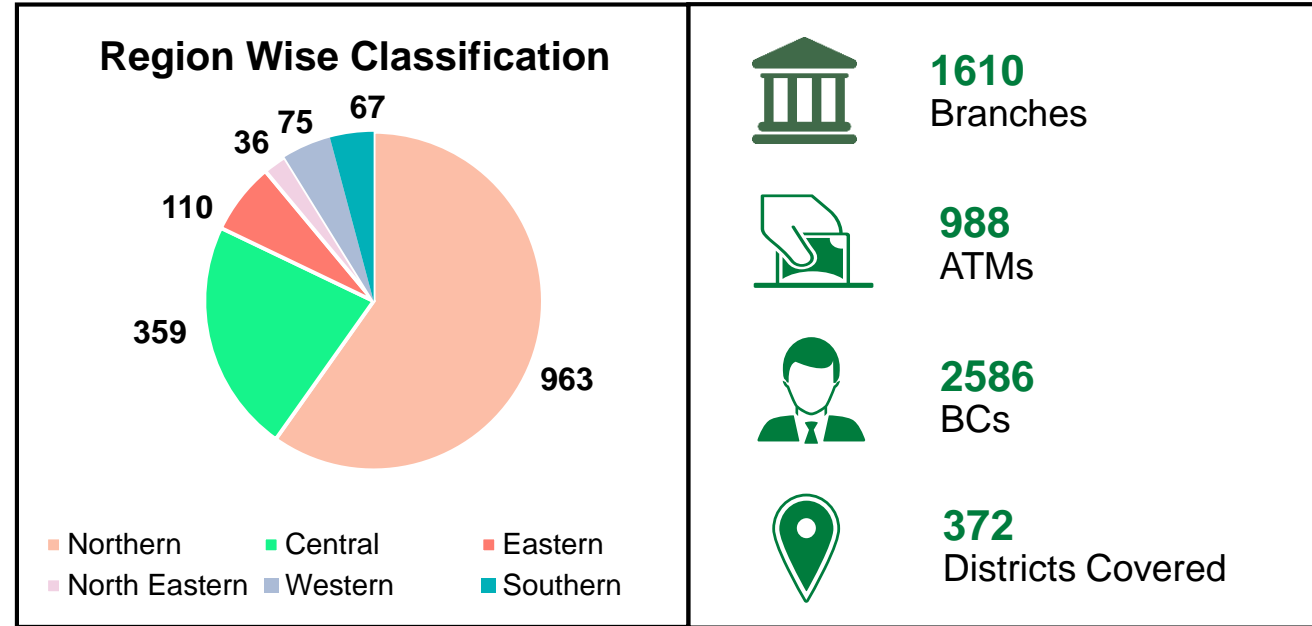 Region Wise Classification
67
75
36
110
359
963
Northern Central Eastern
North Eastern Western Southern
1610
Branches
988
ATMs
2586
BCs
372
Districts Covered